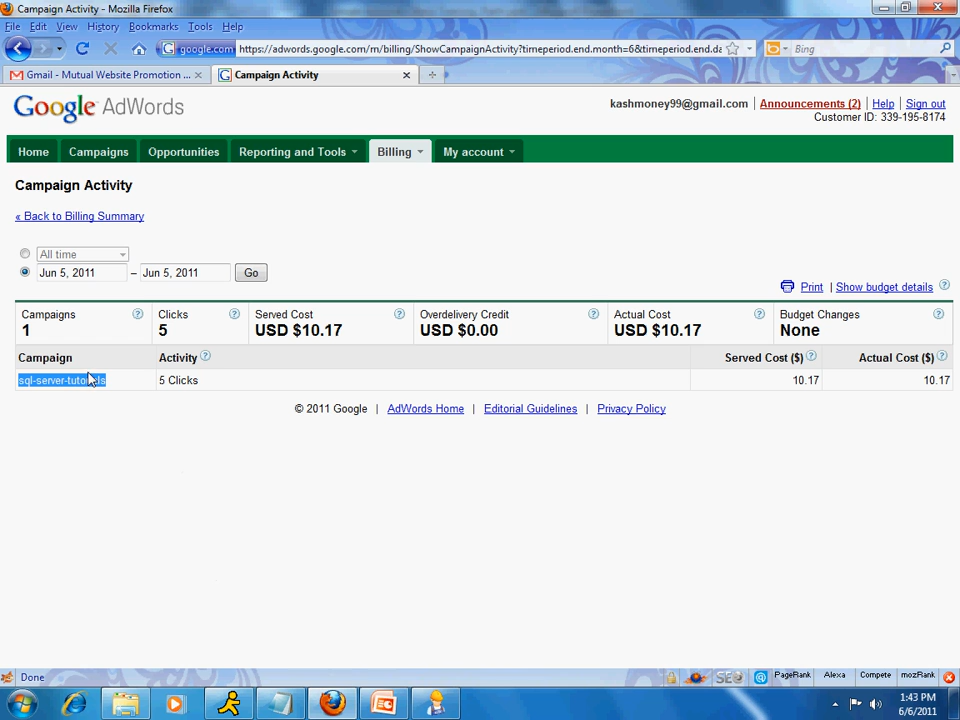 Campaign Activity - Mozilla Firefox
File Edit View History Bookmarks Tools Help
google.com https://adwords.google.com/m/billing/ShowCampaignActivity?timeperiod.end.month=6&timeperiod.end.da Bing
Gmail - Mutual Website Promotion ... Campaign Activity
Google AdWords
kashmoney99@gmail.com | Announcements (2) | Help | Sign out
Customer ID: 339-195-8174
Home Campaigns Opportunities Reporting and Tools Billing My account
Campaign Activity
« Back to Billing Summary
All time
Jun 5, 2011 – Jun 5, 2011 Go
Print | Show budget details ?
Campaigns ? Clicks ? Served Cost ? Overdelivery Credit ? Actual Cost ? Budget Changes ?
1 5 USD $10.17 USD $0.00 USD $10.17 None
Campaign Activity ? Served Cost ($) ? Actual Cost ($) ?
sql-server-tutorials 5 Clicks 10.17 10.17
© 2011 Google | AdWords Home | Editorial Guidelines | Privacy Policy
Done SEO PageRank Alexa Compete mozRank
1:43 PM
6/6/2011